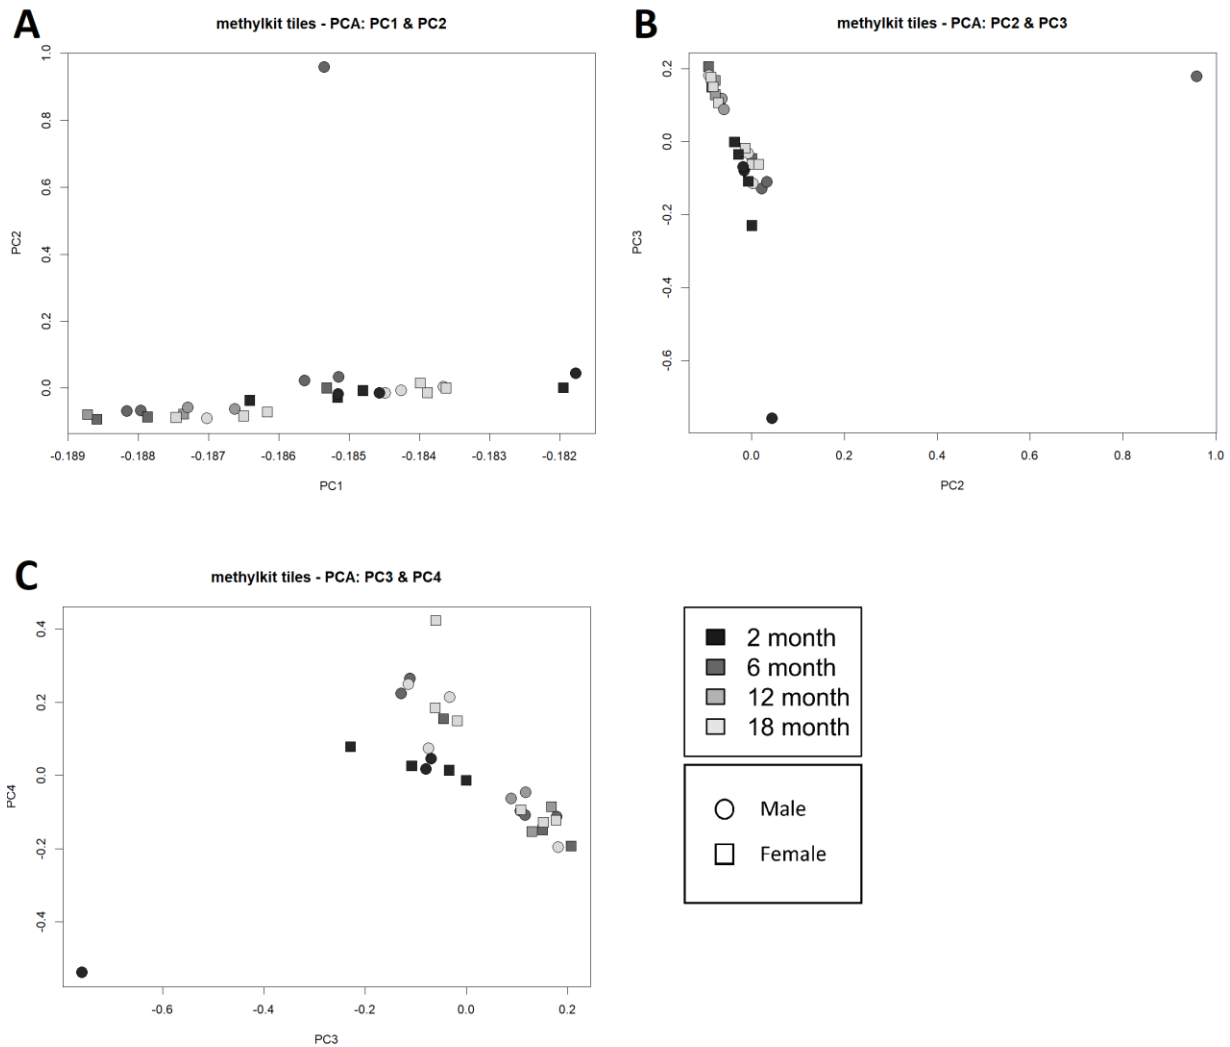 A
methylkit tiles - PCA: PC1 & PC2
PC2
1.0
0.8
0.6
0.4
0.2
0.0
-0.189 -0.188 -0.187 -0.186 -0.185 -0.184 -0.183 -0.182
PC1
B
methylkit tiles - PCA: PC2 & PC3
PC3
0.2
0.0
-0.2
-0.4
-0.6
0.0 0.2 0.4 0.6 0.8 1.0
PC2
C
methylkit tiles - PCA: PC3 & PC4
PC4
0.4
0.2
0.0
-0.2
-0.4
-0.6 -0.4 -0.2 0.0 0.2
PC3
2 month
6 month
12 month
18 month
Male
Female